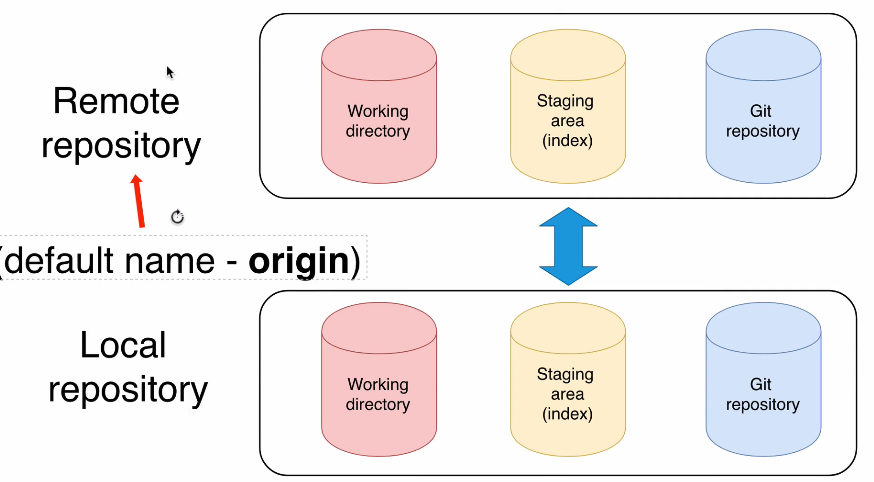 Remote
repository
Working
directory
Staging
area
(index)
Git
repository
(default name - origin)
Local
repository
Working
directory
Staging
area
(index)
Git
repository